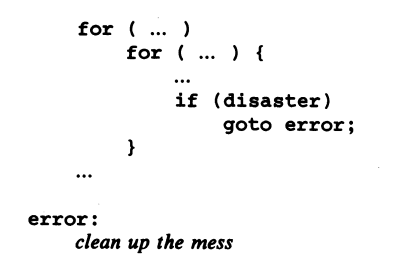 for ( ... )
for ( ... ) {
...
if (disaster)
goto error;
}
...
error:
clean up the mess